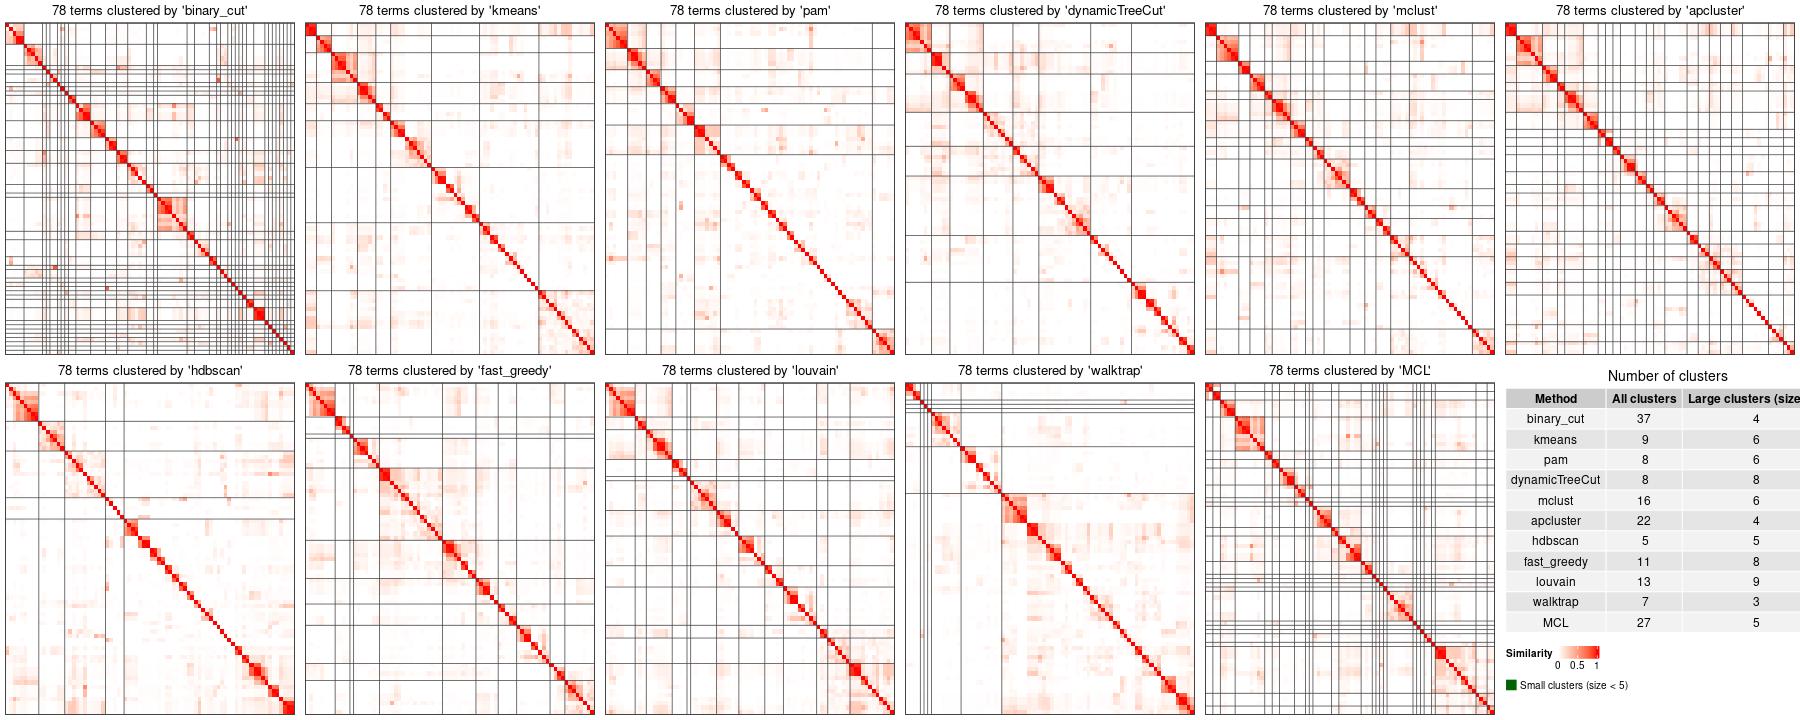 78 terms clustered by 'binary_cut'
78 terms clustered by 'kmeans'
78 terms clustered by 'pam'
78 terms clustered by 'dynamicTreeCut'
78 terms clustered by 'mclust'
78 terms clustered by 'apcluster'
78 terms clustered by 'hdbscan'
78 terms clustered by 'fast_greedy'
78 terms clustered by 'louvain'
78 terms clustered by 'walktrap'
78 terms clustered by 'MCL'
Number of clusters
Method All clusters Large clusters (size
binary_cut 37 4
kmeans 9 6
pam 8 6
dynamicTreeCut 8 8
mclust 16 6
apcluster 22 4
hdbscan 5 5
fast_greedy 11 8
louvain 13 9
walktrap 7 3
MCL 27 5
Similarity
0 0.5 1
Small clusters (size < 5)